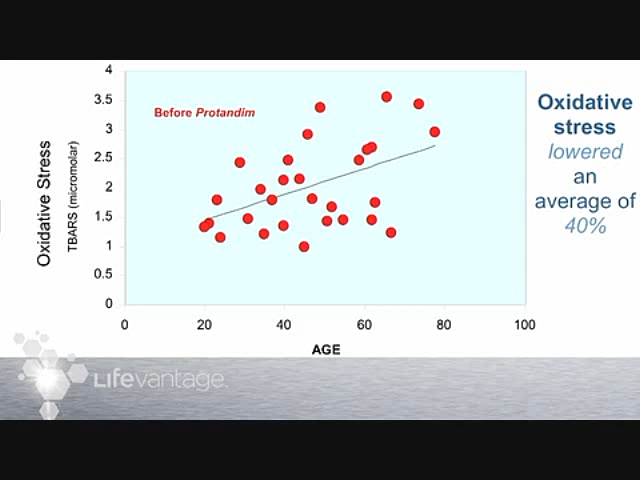 4
3.5
3
2.5
2
1.5
1
0.5
0
Oxidative Stress
TBARS (micromolar)
Before Protandim
0 20 40 60 80 100
AGE
Oxidative
stress
lowered
an
average of
40%
Lifevantage.